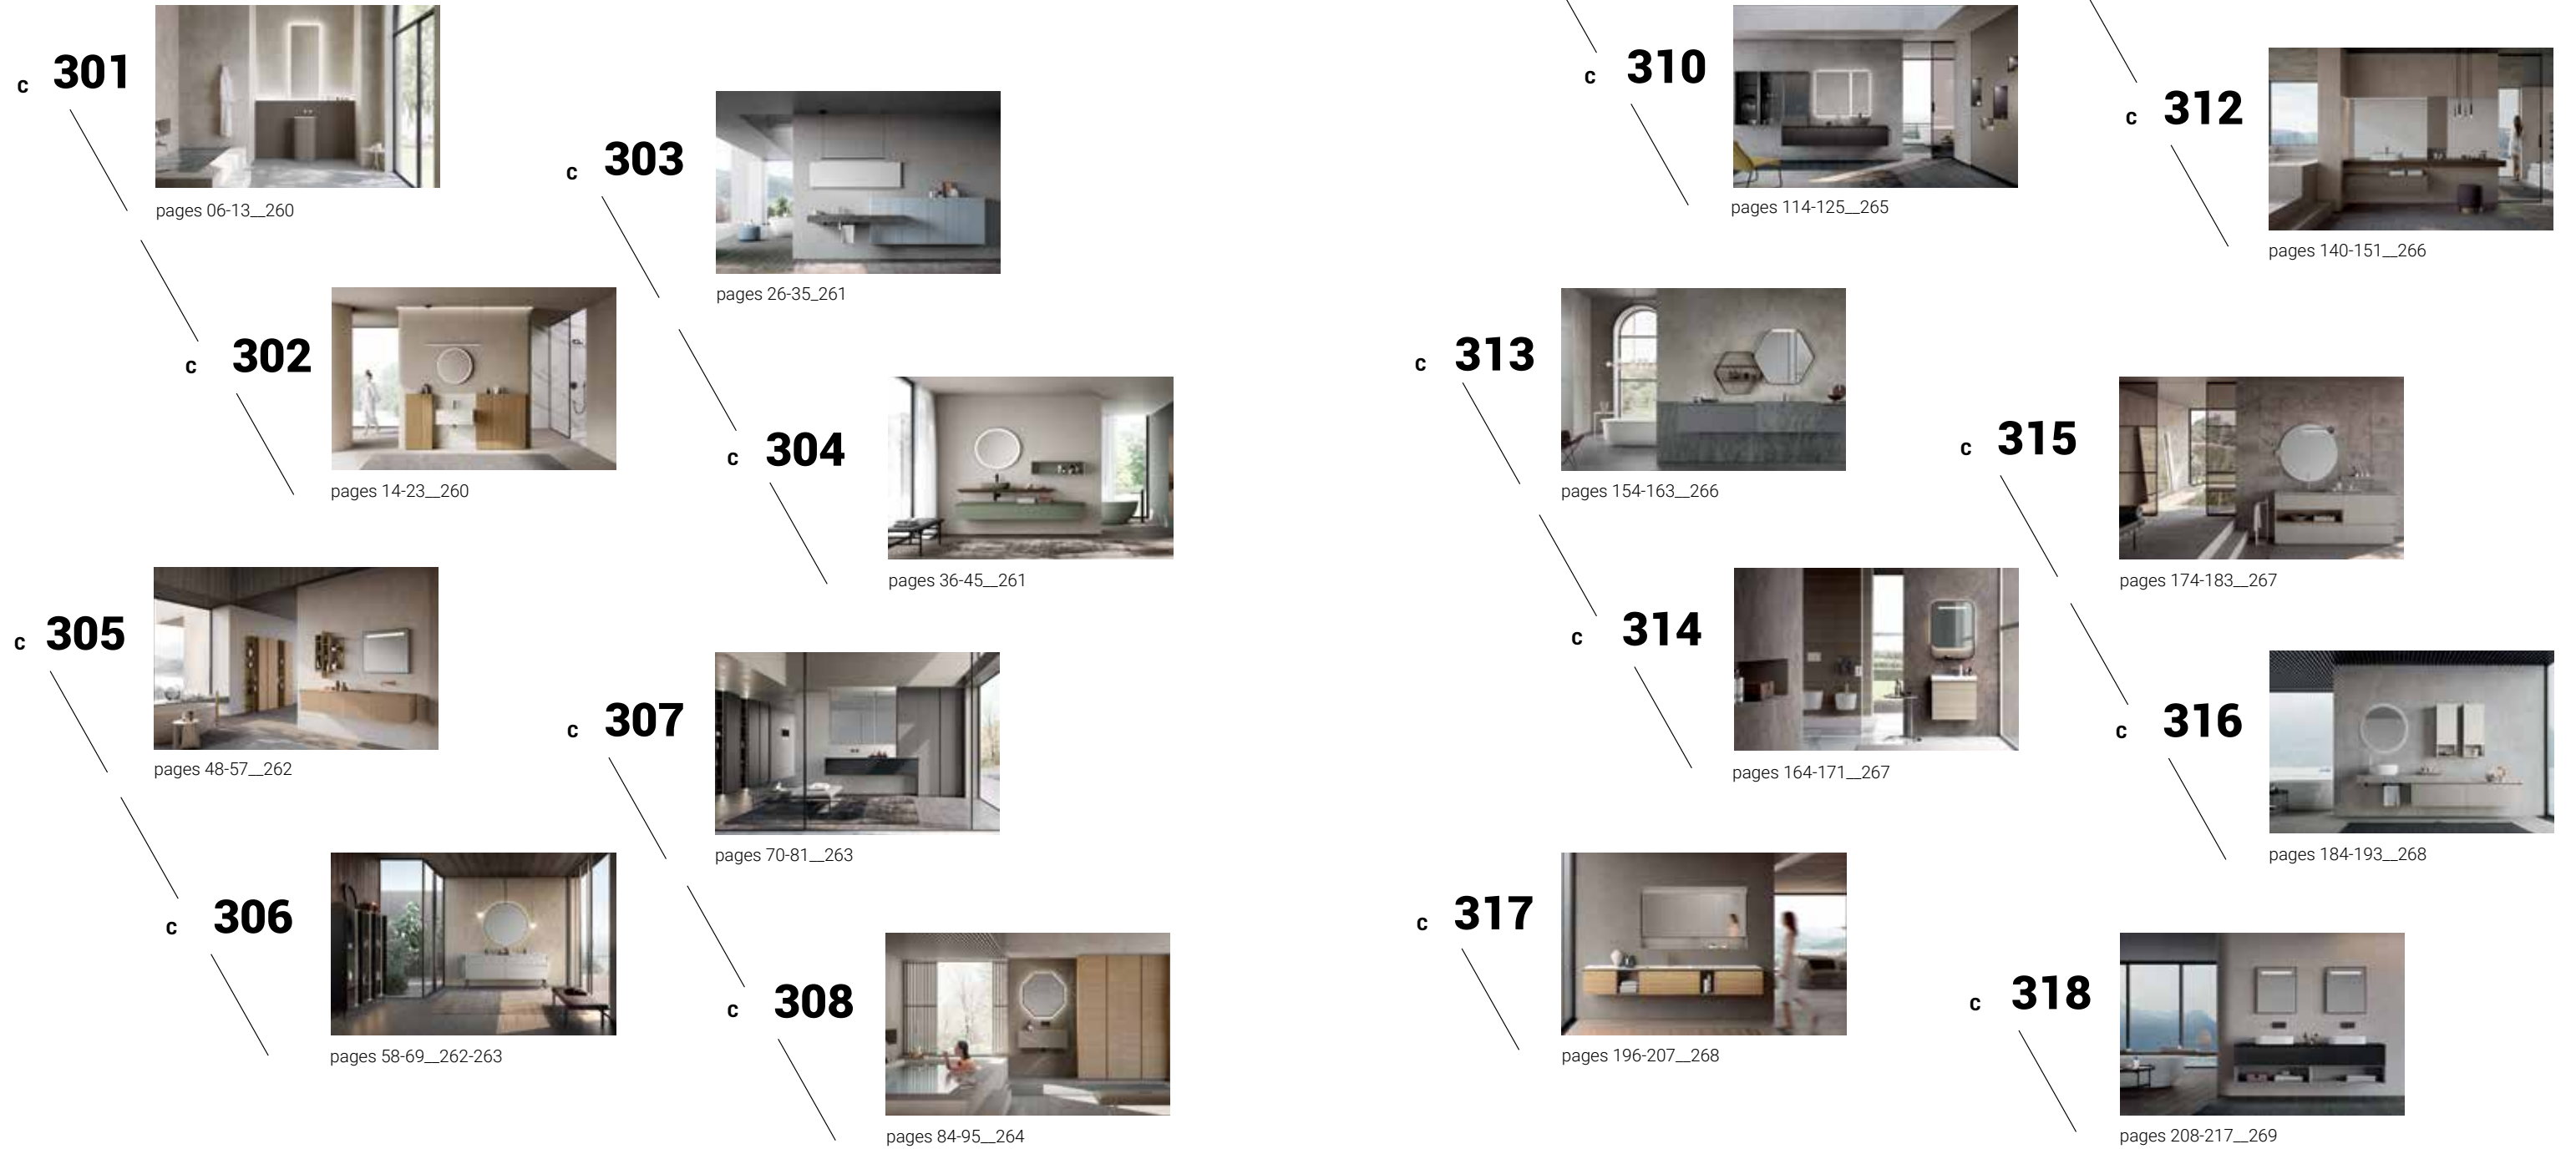 c 301
pages 06-13__260
c 302
pages 14-23__260
c 303
pages 26-35_261
c 304
pages 36-45__261
c 305
pages 48-57__262
c 306
pages 58-69__262-263
c 307
pages 70-81__263
c 308
pages 84-95__264
c 310
pages 114-125__265
c 312
pages 140-151__266
c 313
pages 154-163__266
c 314
pages 164-171__267
c 315
pages 174-183__267
c 316
pages 184-193__268
c 317
pages 196-207__268
c 318
pages 208-217__269